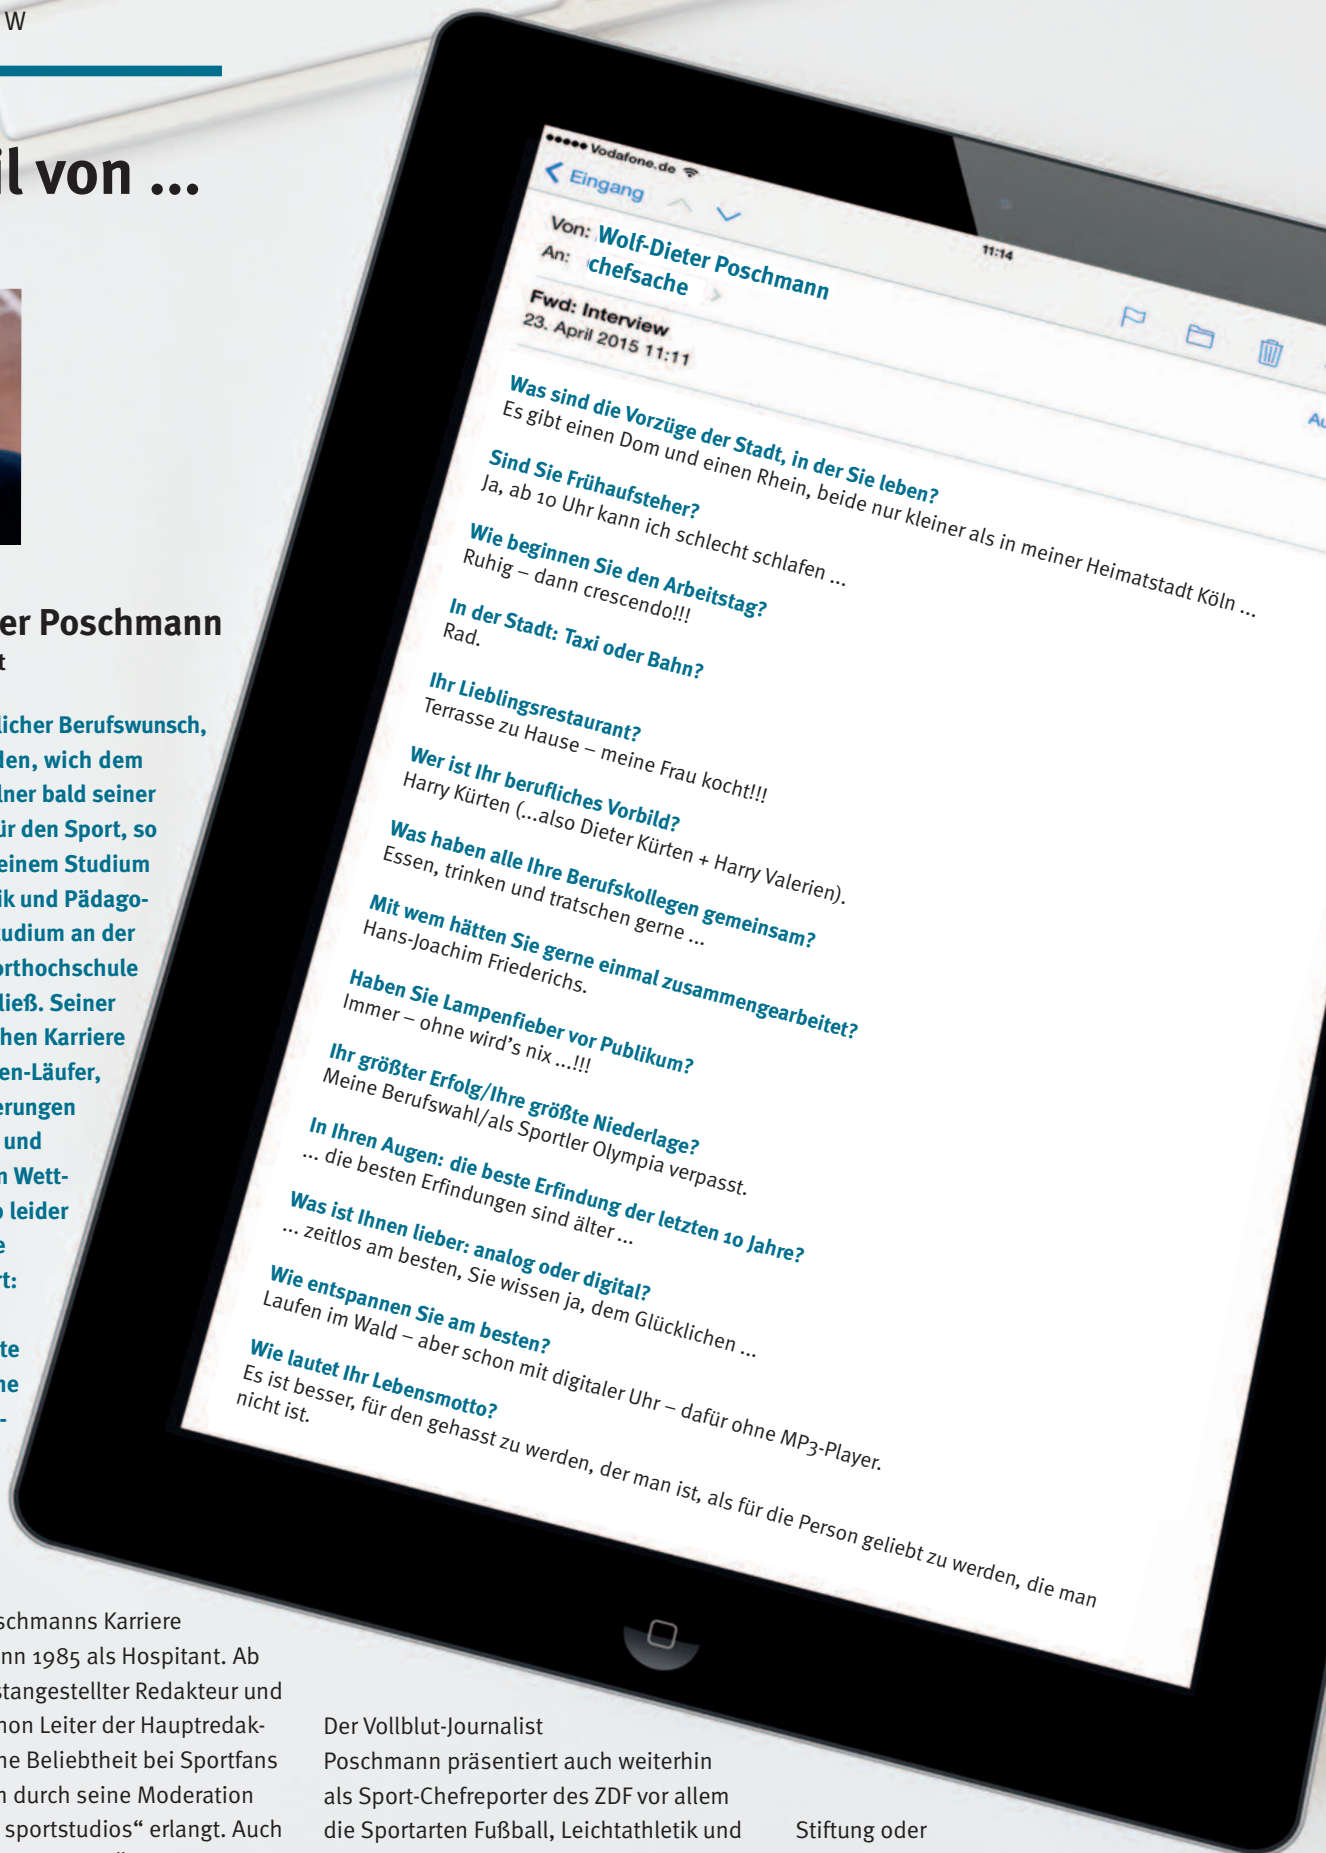 W
il von ...
er Poschmann
t
licher Berufswunsch,
den, wich dem
lner bald seiner
ür den Sport, so
einem Studium
ik und Pädago-
tudium an der
orthochschule
ließ. Seiner
chen Karriere
en-Läufer,
erungen
und
n Wett-
o leider
e
rt:
te
ne
-
schmanns Karriere
nn 1985 als Hospitant. Ab
stangestellter Redakteur und
hon Leiter der Hauptredak-
ne Beliebtheit bei Sportfans
n durch seine Moderation
sportstudios“ erlangt. Auch
Der Vollblut-Journalist
Poschmann präsentiert auch weiterhin
als Sport-Chefreporter des ZDF vor allem
die Sportarten Fußball, Leichtathletik und
Stiftung oder
Vodafone.de
11:14
Eingang
Von: Wolf-Dieter Poschmann
An: chefsache
Au
Fwd: Interview
23. April 2015 11:11
Was sind die Vorzüge der Stadt, in der Sie leben?
Es gibt einen Dom und einen Rhein, beide nur kleiner als in meiner Heimatstadt Köln ...
Sind Sie Frühaufsteher?
Ja, ab 10 Uhr kann ich schlecht schlafen ...
Wie beginnen Sie den Arbeitstag?
Ruhig – dann crescendo!!!
In der Stadt: Taxi oder Bahn?
Rad.
Ihr Lieblingsrestaurant?
Terrasse zu Hause – meine Frau kocht!!!
Wer ist Ihr berufliches Vorbild?
Harry Kürten (...also Dieter Kürten + Harry Valerien).
Was haben alle Ihre Berufskollegen gemeinsam?
Essen, trinken und tratschen gerne ...
Mit wem hätten Sie gerne einmal zusammengearbeitet?
Hans-Joachim Friederichs.
Haben Sie Lampenfieber vor Publikum?
Immer – ohne wird’s nix ...!!!
Ihr größter Erfolg/Ihre größte Niederlage?
Meine Berufswahl/als Sportler Olympia verpasst.
In Ihren Augen: die beste Erfindung der letzten 10 Jahre?
... die besten Erfindungen sind älter ...
Was ist Ihnen lieber: analog oder digital?
... zeitlos am besten, Sie wissen ja, dem Glücklichen ...
Wie entspannen Sie am besten?
Laufen im Wald – aber schon mit digitaler Uhr – dafür ohne MP3-Player.
Wie lautet Ihr Lebensmotto?
Es ist besser, für den gehasst zu werden, der man ist, als für die Person geliebt zu werden, die man
nicht ist.